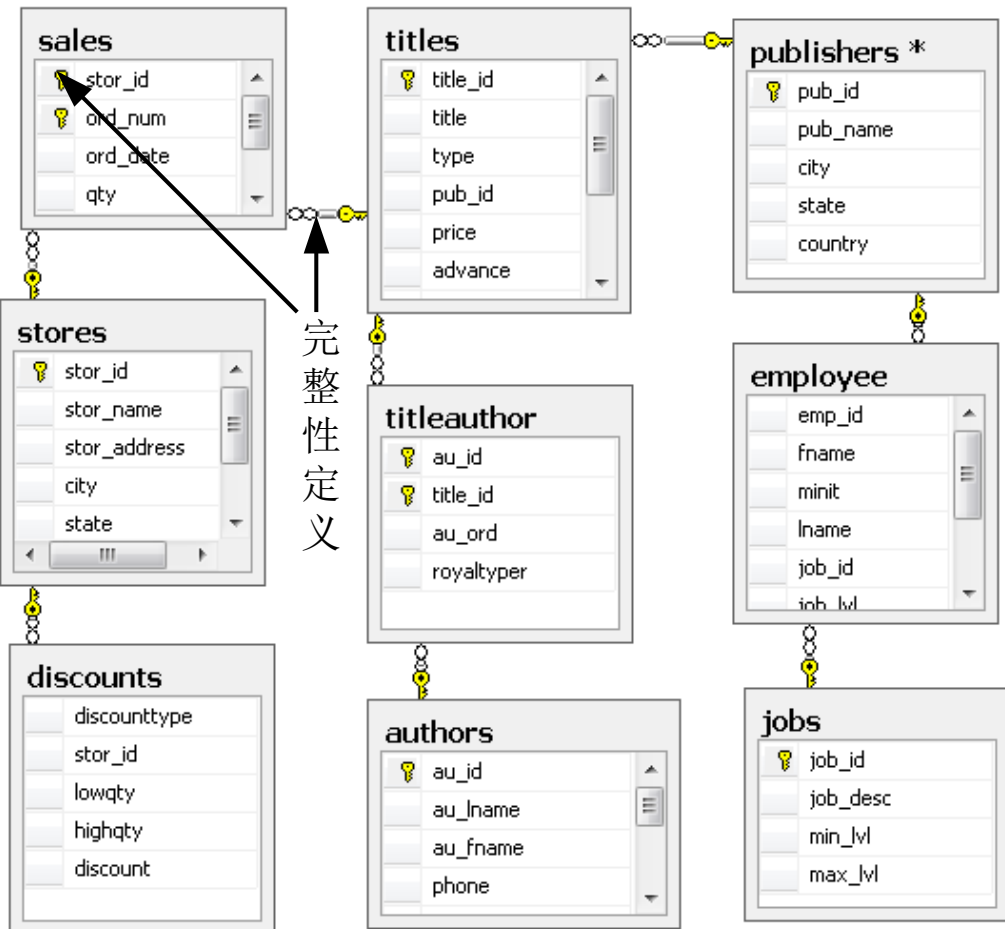 sales
stor_id
ord_num
ord_date
qty
titles
title_id
title
type
pub_id
price
advance
publishers *
pub_id
pub_name
city
state
country
完
整
性
定
义
stores
stor_id
stor_name
stor_address
city
state
titleauthor
au_id
title_id
au_ord
royaltyper
employee
emp_id
fname
minit
lname
job_id
job_lvl
discounts
discounttype
stor_id
lowqty
highqty
discount
authors
au_id
au_lname
au_fname
phone
jobs
job_id
job_desc
min_lvl
max_lvl